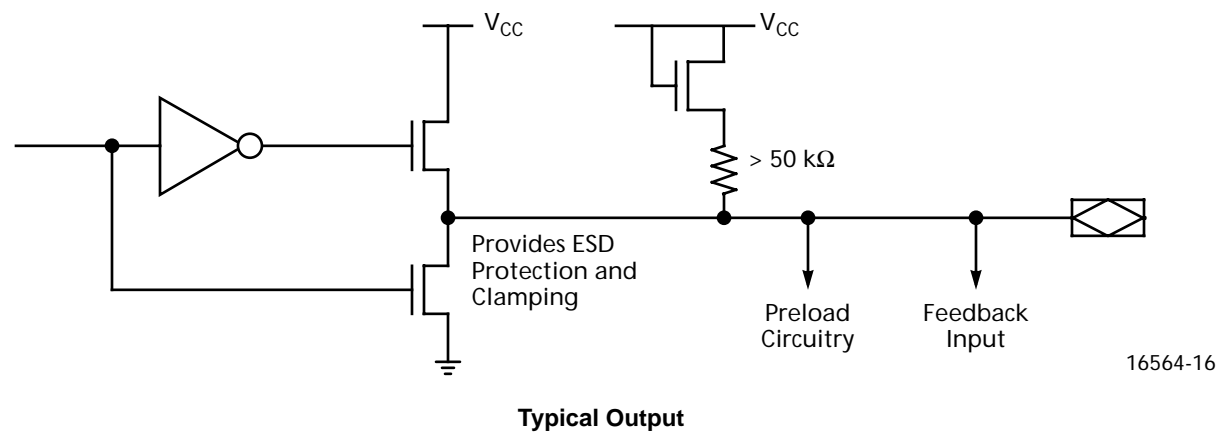 V_CC
V_CC
> 50 kΩ
Provides ESD
Protection and
Clamping
Preload
Circuitry
Feedback
Input
16564-16
Typical Output